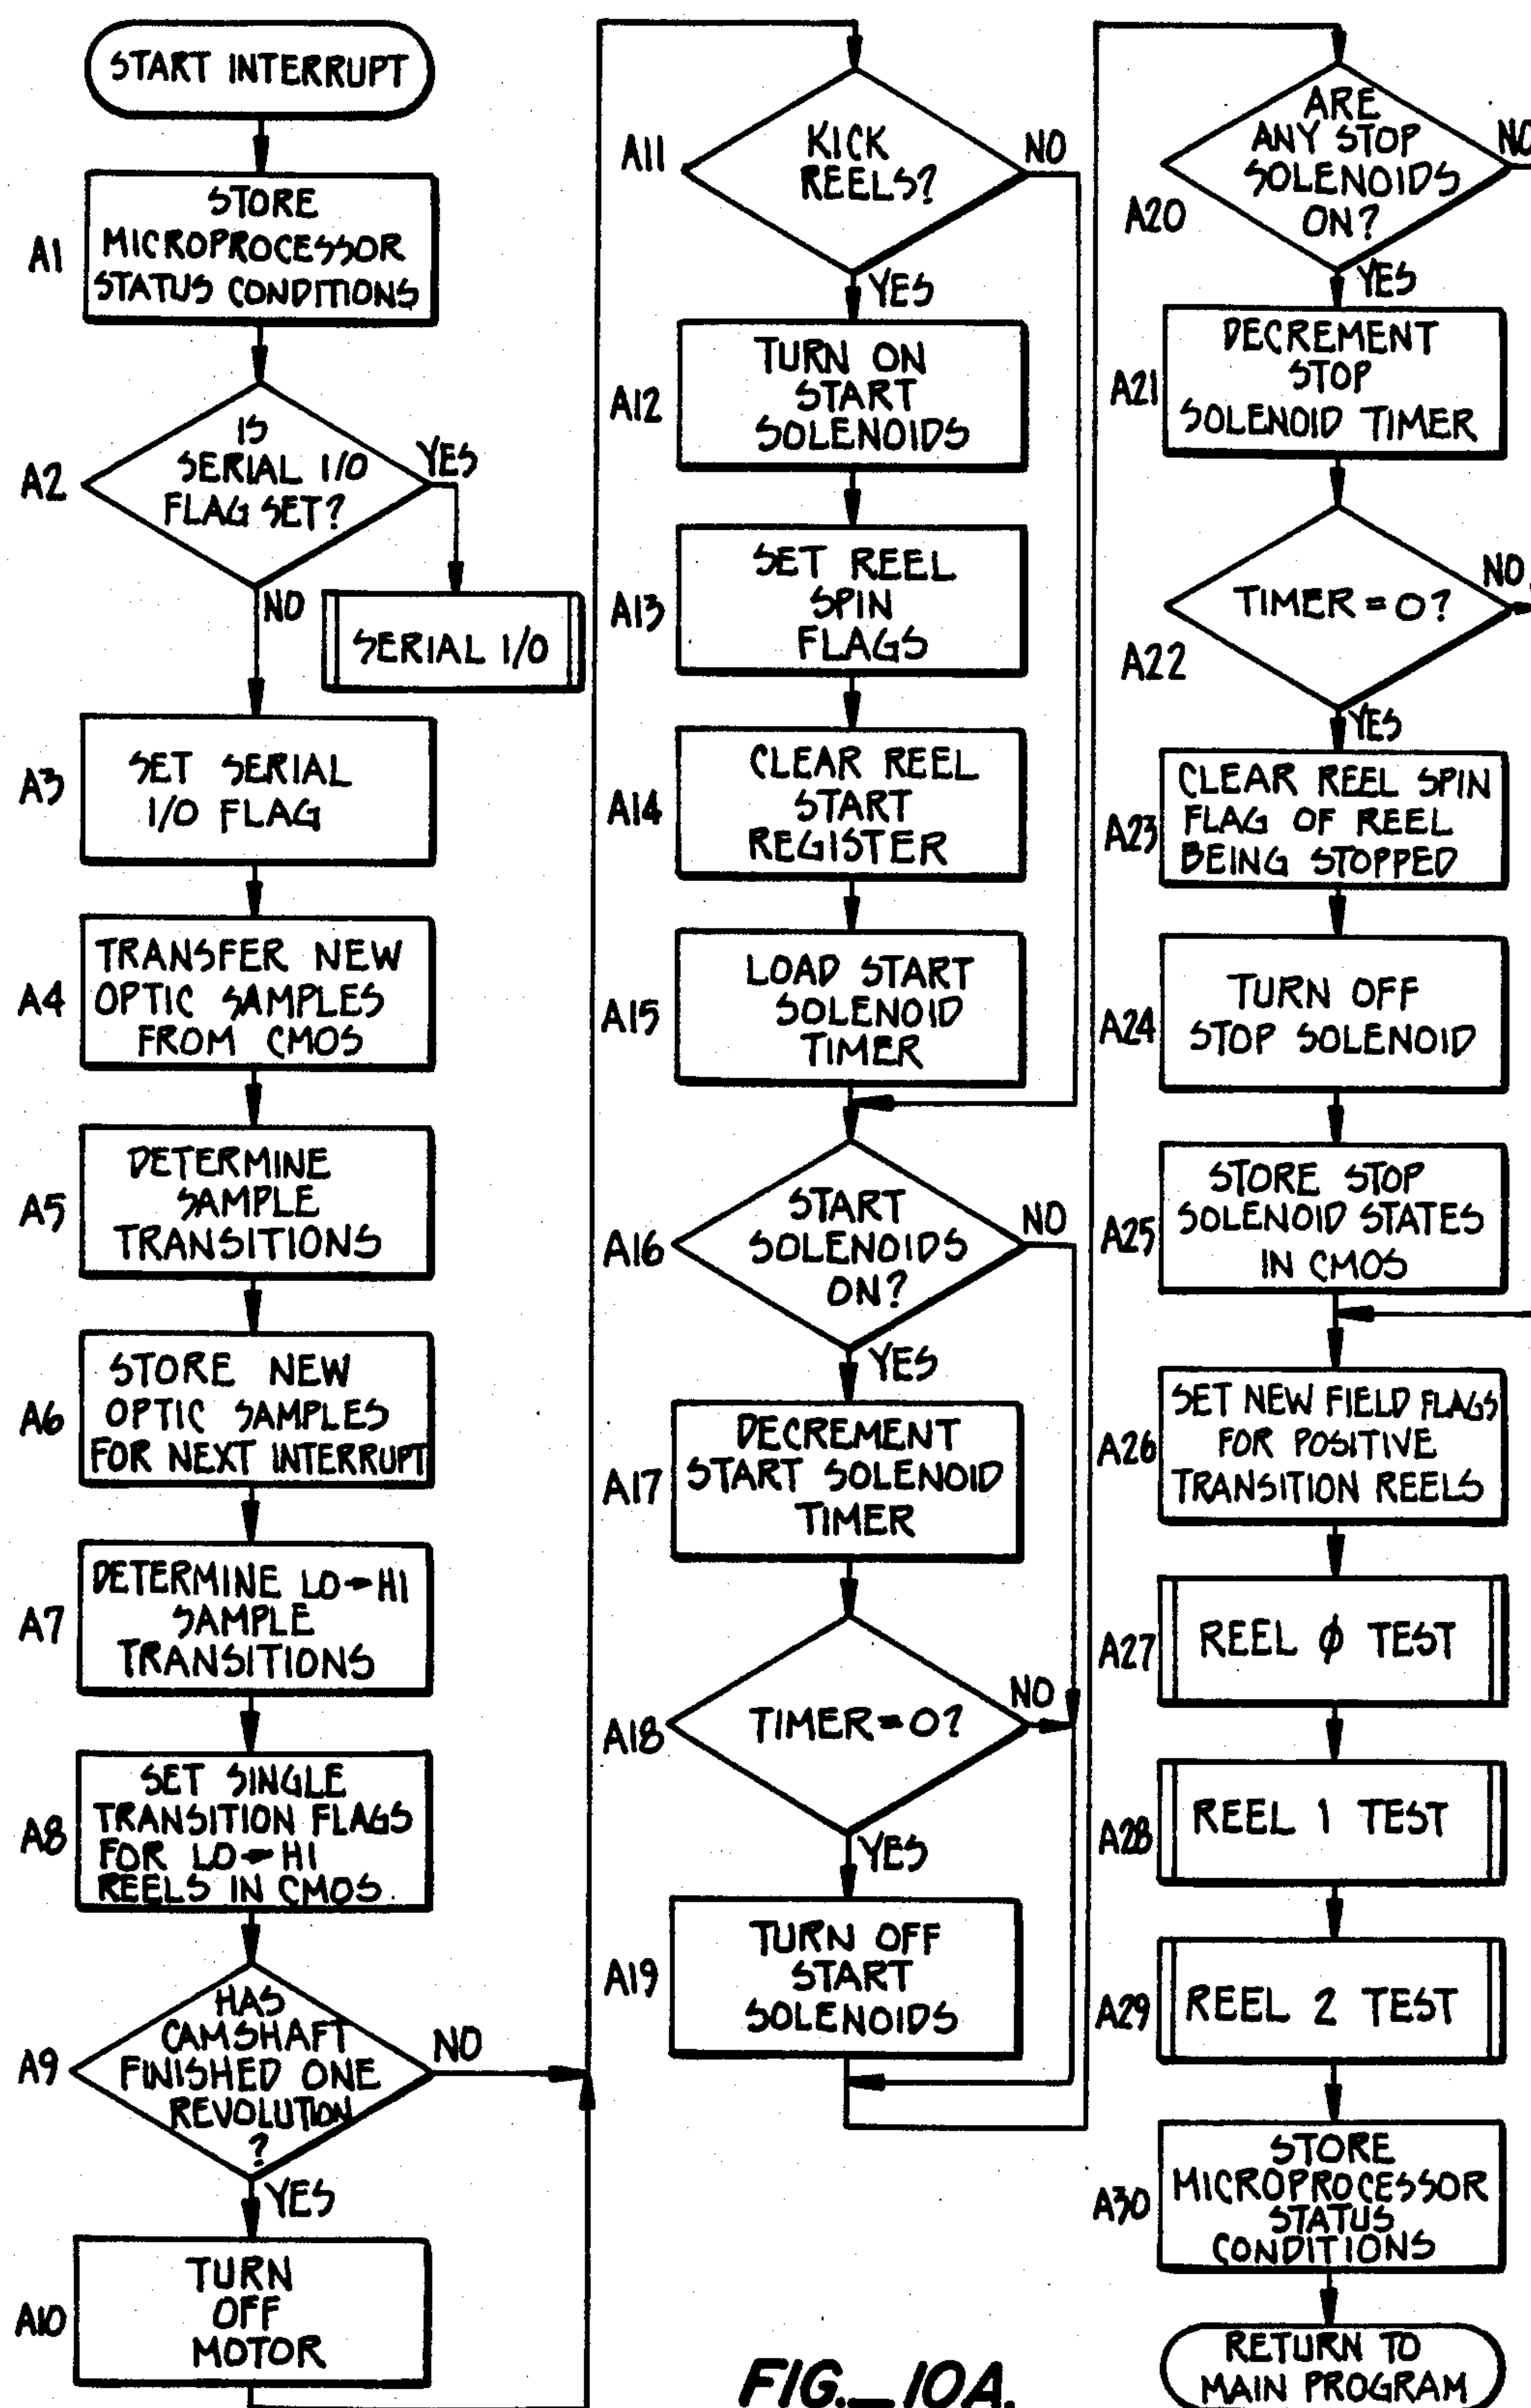 START INTERRUPT
A1
STORE
MICROPROCESSOR
STATUS CONDITIONS
A2
IS
SERIAL I/O
FLAG SET?
YES
NO
SERIAL I/O
A3
SET SERIAL
I/O FLAG
A4
TRANSFER NEW
OPTIC SAMPLES
FROM CMOS
A5
DETERMINE
SAMPLE
TRANSITIONS
A6
STORE NEW
OPTIC SAMPLES
FOR NEXT INTERRUPT
A7
DETERMINE LO→HI
SAMPLE
TRANSITIONS
A8
SET SINGLE
TRANSITION FLAGS
FOR LO→HI
REELS IN CMOS.
A9
HAS
CAMSHAFT
FINISHED ONE
REVOLUTION
?
NO
YES
A10
TURN
OFF
MOTOR
A11
KICK
REELS?
NO
YES
A12
TURN ON
START
SOLENOIDS
A13
SET REEL
SPIN
FLAGS
A14
CLEAR REEL
START
REGISTER
A15
LOAD START
SOLENOID
TIMER
A16
START
SOLENOIDS
ON?
NO
YES
A17
DECREMENT
START SOLENOID
TIMER
A18
TIMER=0?
NO
YES
A19
TURN OFF
START
SOLENOIDS
A20
ARE
ANY STOP
SOLENOIDS
ON?
NO
YES
A21
DECREMENT
STOP
SOLENOID TIMER
A22
TIMER=0?
NO
YES
A23
CLEAR REEL SPIN
FLAG OF REEL
BEING STOPPED
A24
TURN OFF
STOP SOLENOID
A25
STORE STOP
SOLENOID STATES
IN CMOS
A26
SET NEW FIELD FLAGS
FOR POSITIVE
TRANSITION REELS
A27
REEL ϕ TEST
A28
REEL 1 TEST
A29
REEL 2 TEST
A30
STORE
MICROPROCESSOR
STATUS
CONDITIONS
RETURN TO
MAIN PROGRAM
FIG._10A.